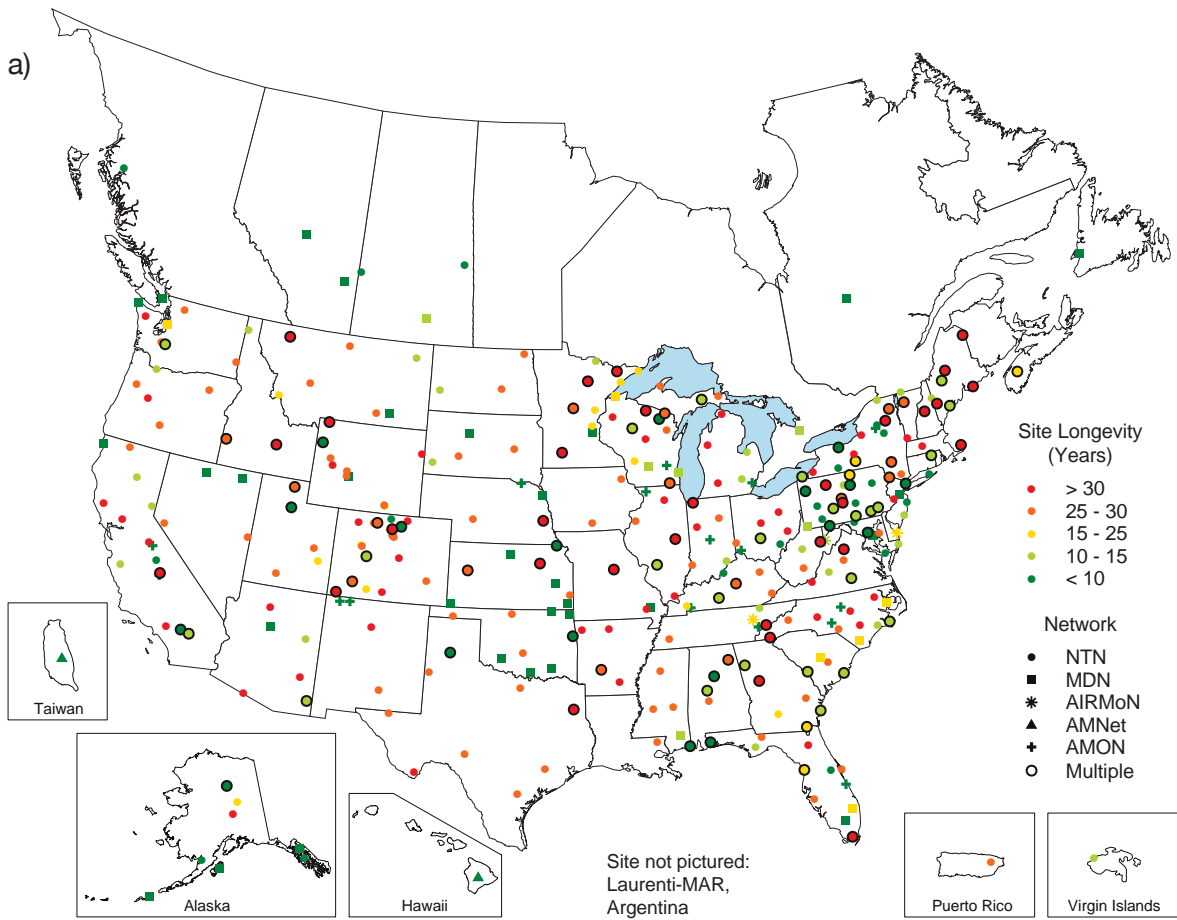 a)
Site Longevity
(Years)
> 30
25 - 30
15 - 25
10 - 15
< 10
Network
NTN
MDN
AIRMoN
AMNet
AMON
Multiple
Taiwan
Alaska
Hawaii
Site not pictured:
Laurenti-MAR,
Argentina
Puerto Rico
Virgin Islands